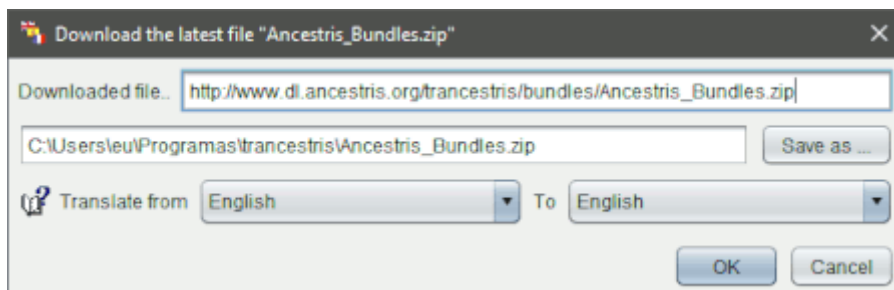 Download the latest file "Ancestris_Bundles.zip"
Downloaded file.. http://www.dl.ancestris.org/trancestris/bundles/Ancestris_Bundles.zip
C:\Users\eu\Programas\trancestris\Ancestris_Bundles.zip Save as ...
Translate from English To English
OK Cancel